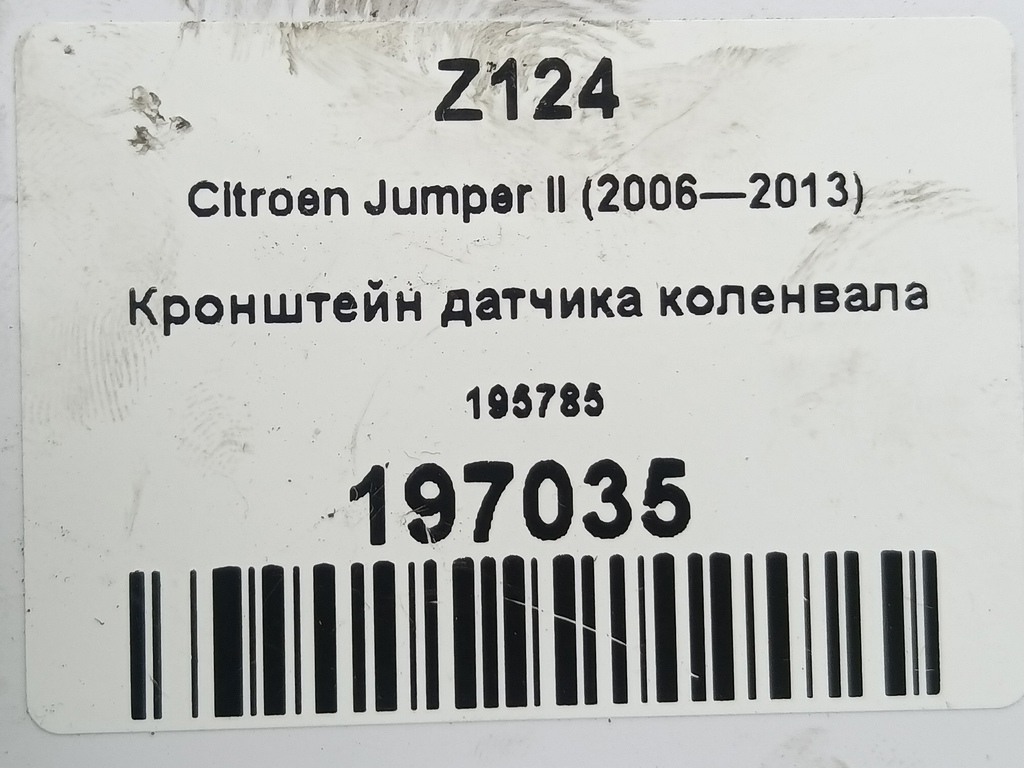 Z124
Citroen Jumper II (2006—2013)
Кронштейн датчика коленвала
195785
197035